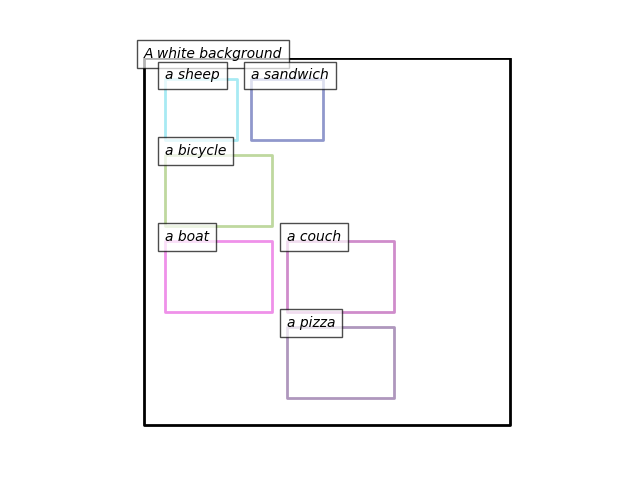 A white background
a sheep
a sandwich
a bicycle
a boat
a couch
a pizza